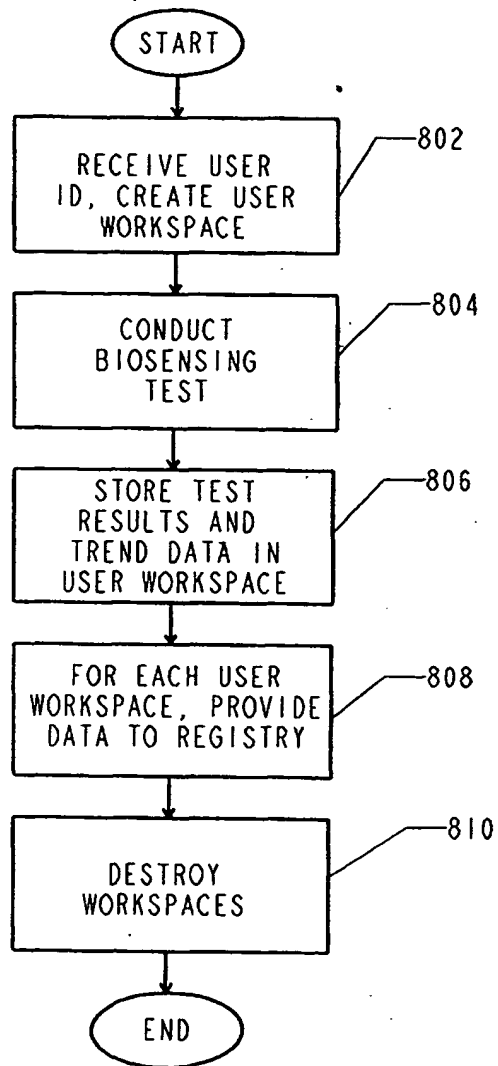 START
RECEIVE USER
ID, CREATE USER
WORKSPACE
802
CONDUCT
BIOSENSING
TEST
804
STORE TEST
RESULTS AND
TREND DATA IN
USER WORKSPACE
806
FOR EACH USER
WORKSPACE, PROVIDE
DATA TO REGISTRY
808
DESTROY
WORKSPACES
810
END